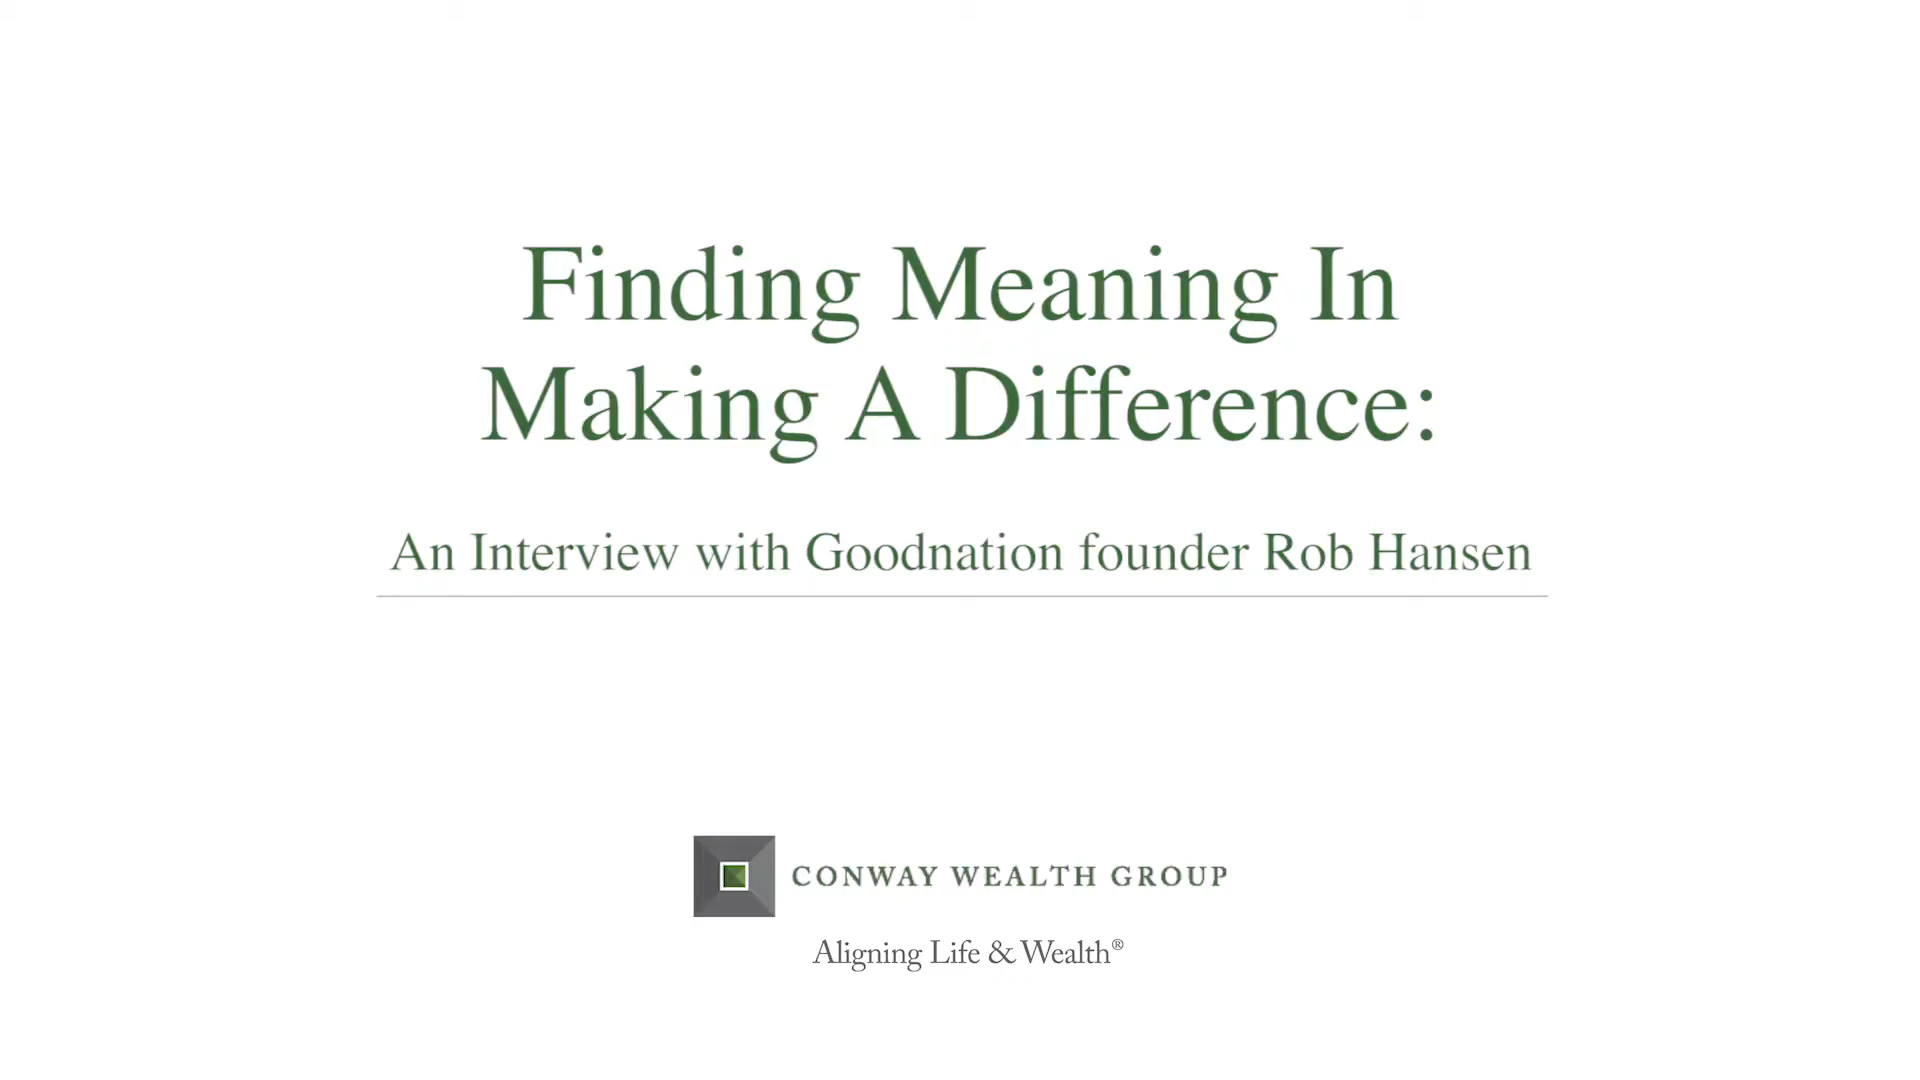 Finding Meaning In
Making A Difference:
An Interview with Goodnation founder Rob Hansen
CONWAY WEALTH GROUP
Aligning Life & Wealth®